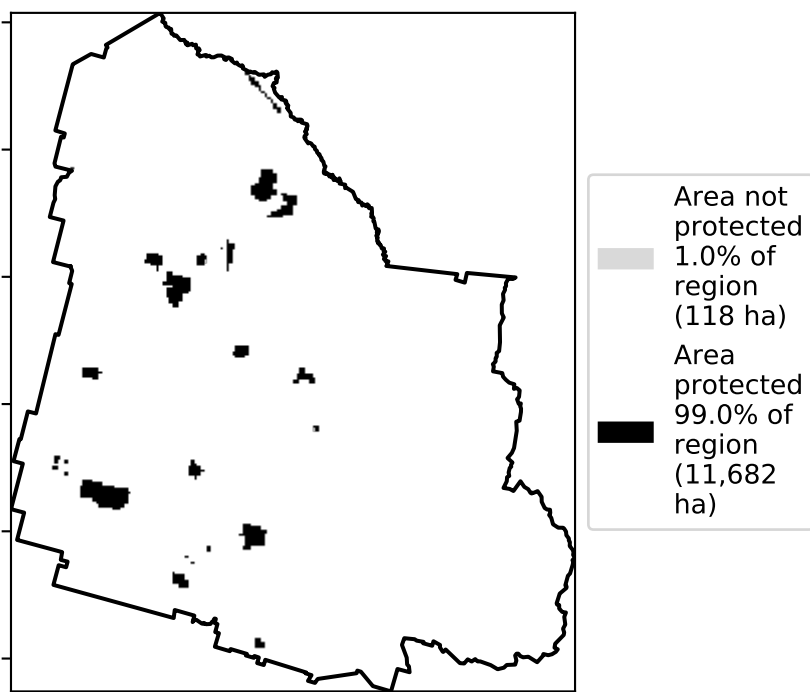 Area not
protected
1.0% of
region
(118 ha)
Area
protected
99.0% of
region
(11,682
ha)